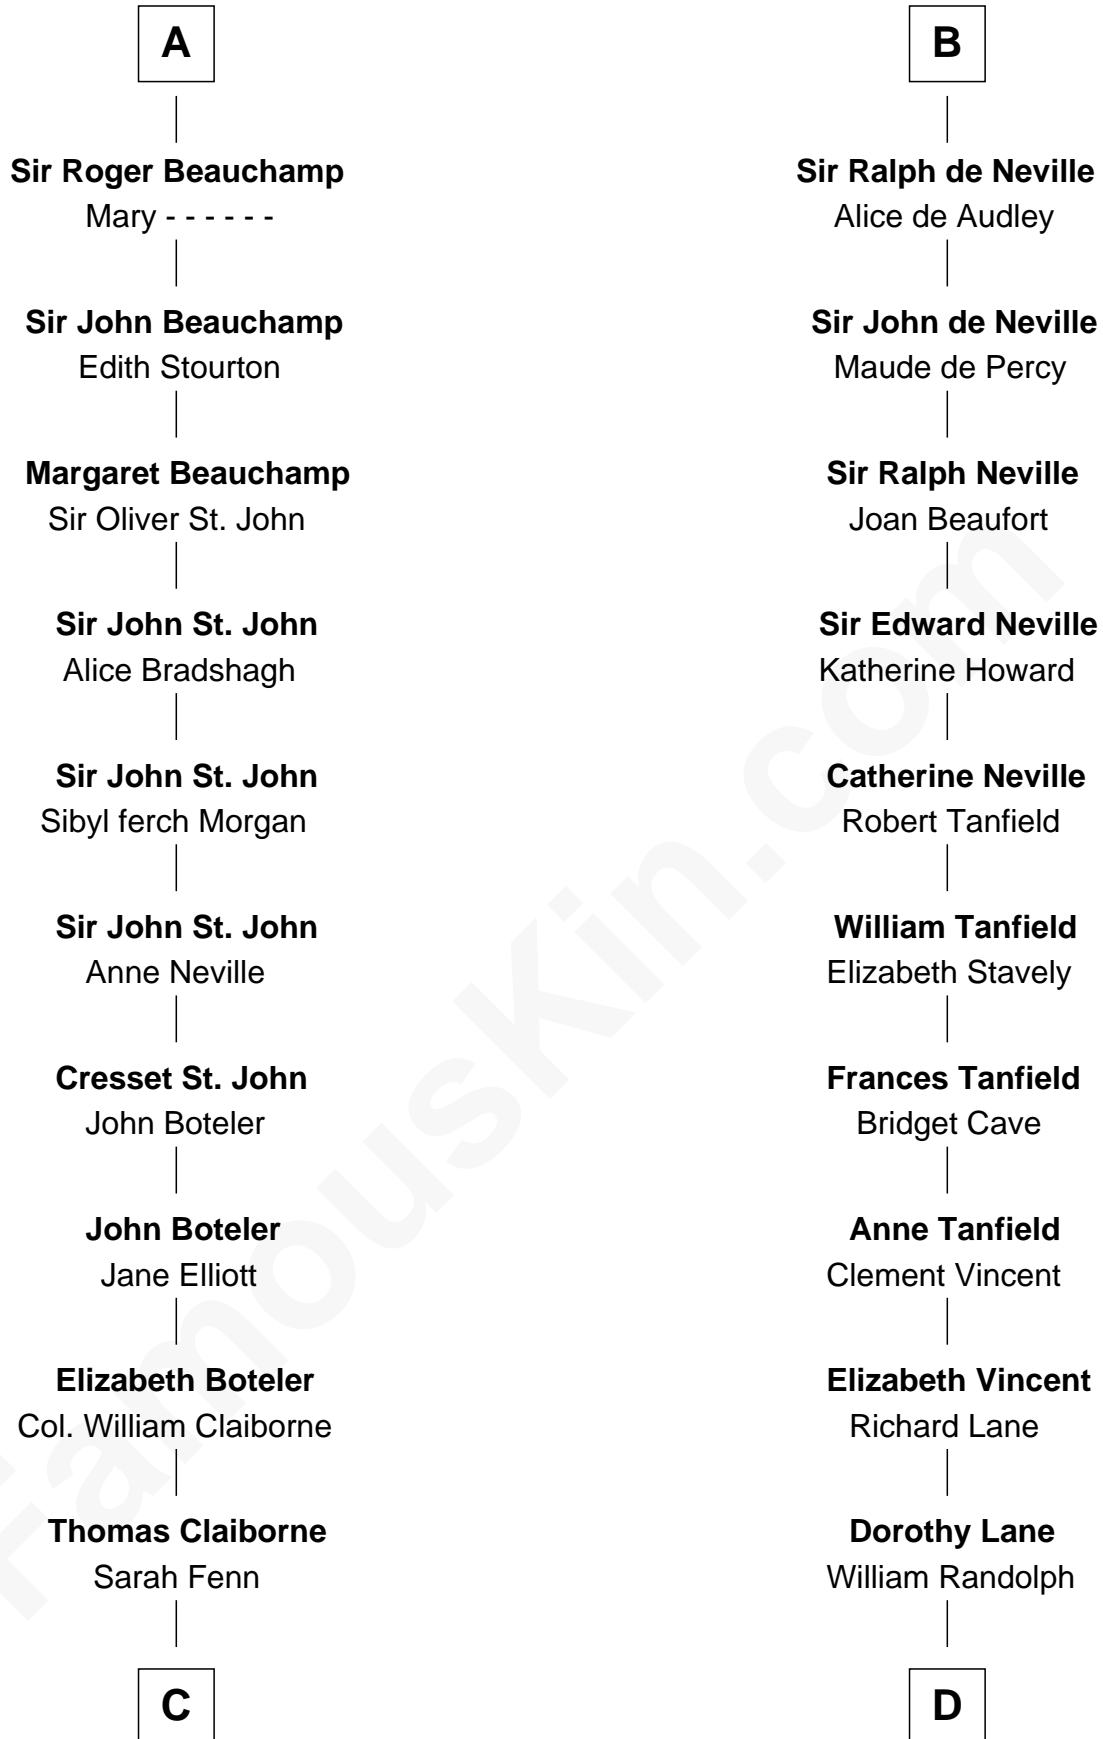 A
Sir Roger Beauchamp
Mary - - - - - -
Sir John Beauchamp
Edith Stourton
Margaret Beauchamp
Sir Oliver St. John
Sir John St. John
Alice Bradshagh
Sir John St. John
Sibyl ferch Morgan
Sir John St. John
Anne Neville
Cresset St. John
John Boteler
John Boteler
Jane Elliott
Elizabeth Boteler
Col. William Claiborne
Thomas Claiborne
Sarah Fenn
C
B
Sir Ralph de Neville
Alice de Audley
Sir John de Neville
Maude de Percy
Sir Ralph Neville
Joan Beaufort
Sir Edward Neville
Katherine Howard
Catherine Neville
Robert Tanfield
William Tanfield
Elizabeth Stavely
Frances Tanfield
Bridget Cave
Anne Tanfield
Clement Vincent
Elizabeth Vincent
Richard Lane
Dorothy Lane
William Randolph
D
FamousKin.com